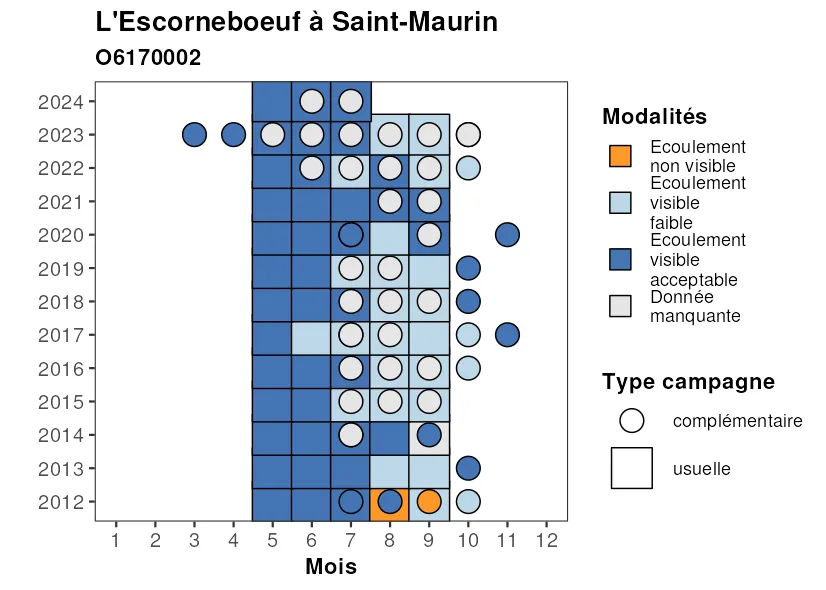 L'Escorneboeuf à Saint-Maurin
O6170002
2024
2023
2022
2021
2020
2019
2018
2017
2016
2015
2014
2013
2012
1 2 3 4 5 6 7 8 9 10 11 12
Mois
Modalités
Ecoulement
non visible
Ecoulement
visible
faible
Ecoulement
visible
acceptable
Donnée
manquante
Type campagne
complémentaire
usuelle